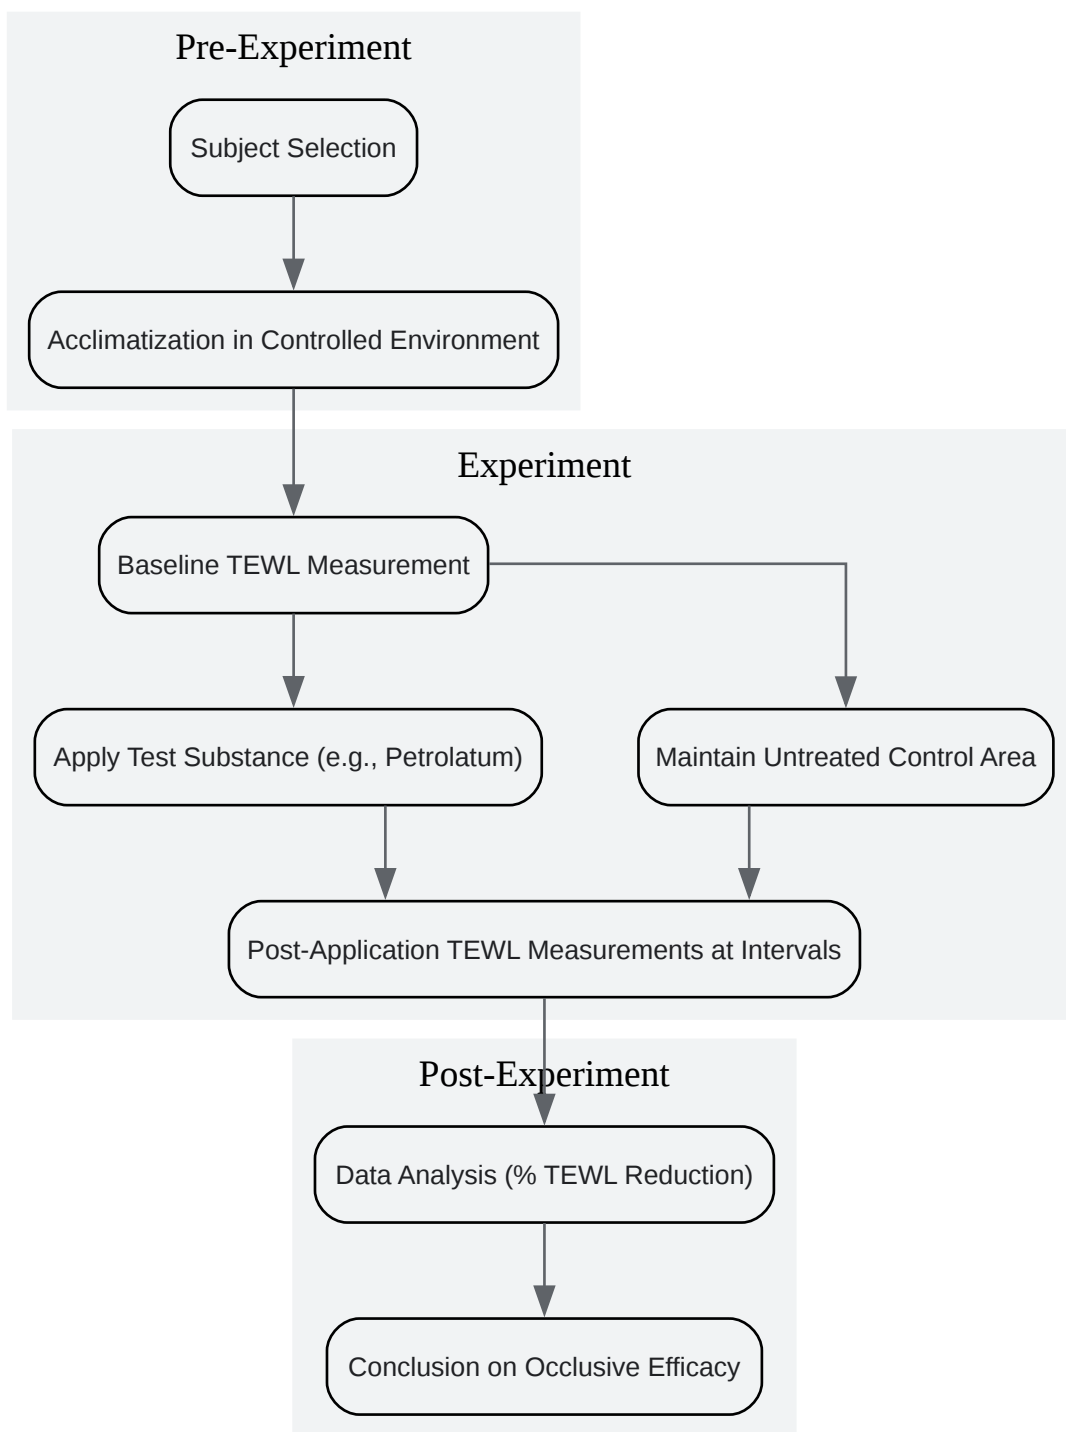 Pre-Experiment
Subject Selection
Acclimatization in Controlled Environment
Experiment
Baseline TEWL Measurement
Apply Test Substance (e.g., Petrolatum)
Maintain Untreated Control Area
Post-Application TEWL Measurements at Intervals
Post-Experiment
Data Analysis (% TEWL Reduction)
Conclusion on Occlusive Efficacy